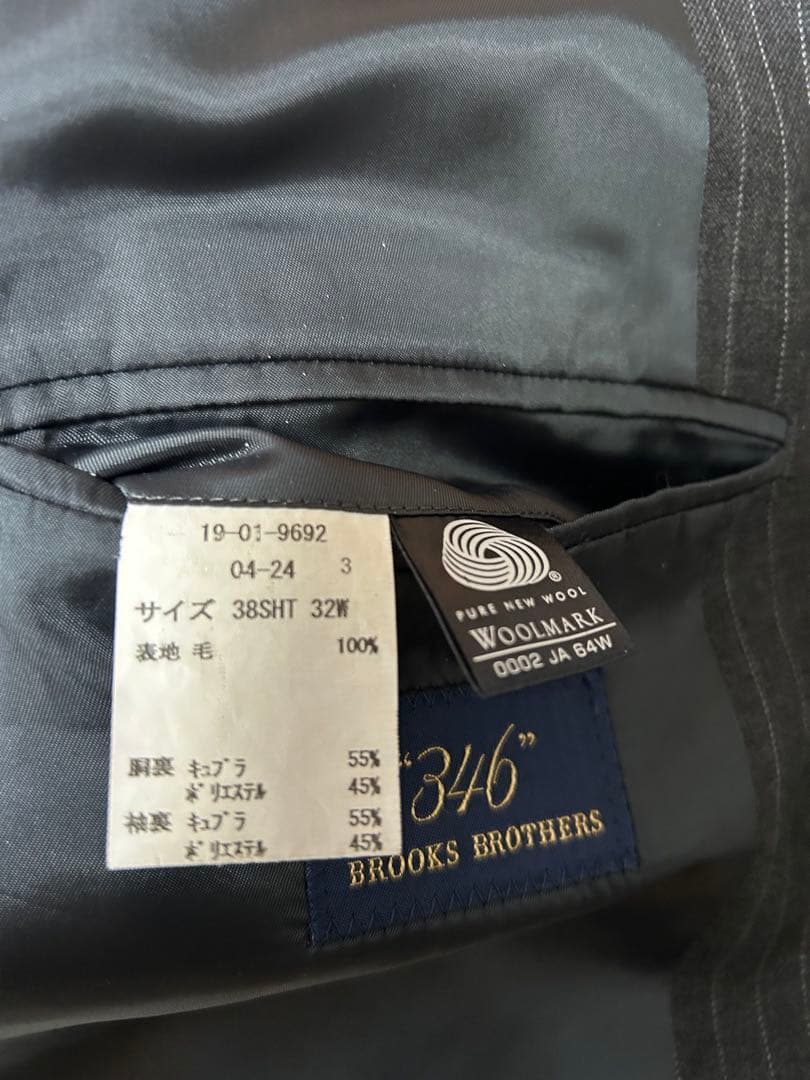 19-01-9692
04-24 3
サイズ 38SHT 32W
表地 毛 100%
胴裏 キュプラ 55%
ポリエステル 45%
袖裏 キュプラ 55%
ポリエステル 45%
®
PURE NEW WOOL
WOOLMARK
0002 JA 64W
"346"
BROOKS BROTHERS